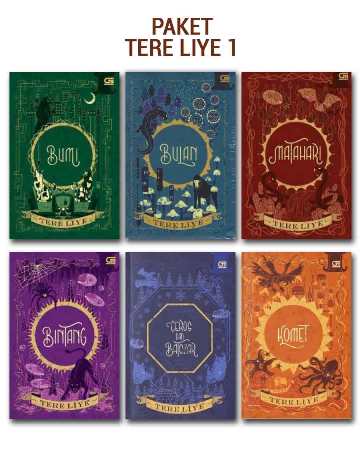 PAKET
TERE LIYE 1
BUMI
TERE LIYE
BULAN
TERE LIYE
MATAHARI
TERE LIYE
BINTANG
TERE LIYE
CEROS
DAN
BATOZAR
TERE LIYE
KOMET
TERE LIYE